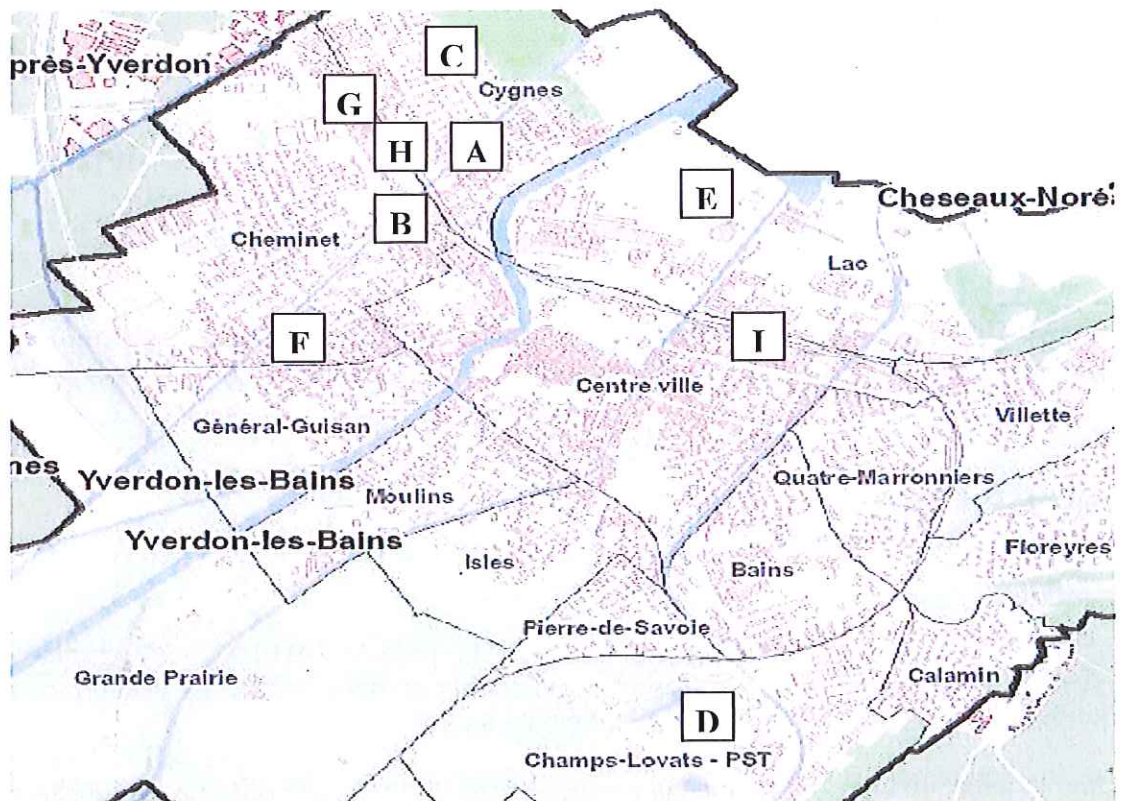 C
près-Yverdon
Cygnes
G
H
A
E
Cheseaux-Noré
B
Cheminet
Lac
F
I
Centre ville
Villette
Général-Guisan
nes
Yverdon-les-Bains
Moulins
Quatre-Marronniers
Yverdon-les-Bains
Isles
Bains
Floreyres
Pierre-de-Savoie
Grande Prairie
Calamin
D
Champs-Lovats - PST